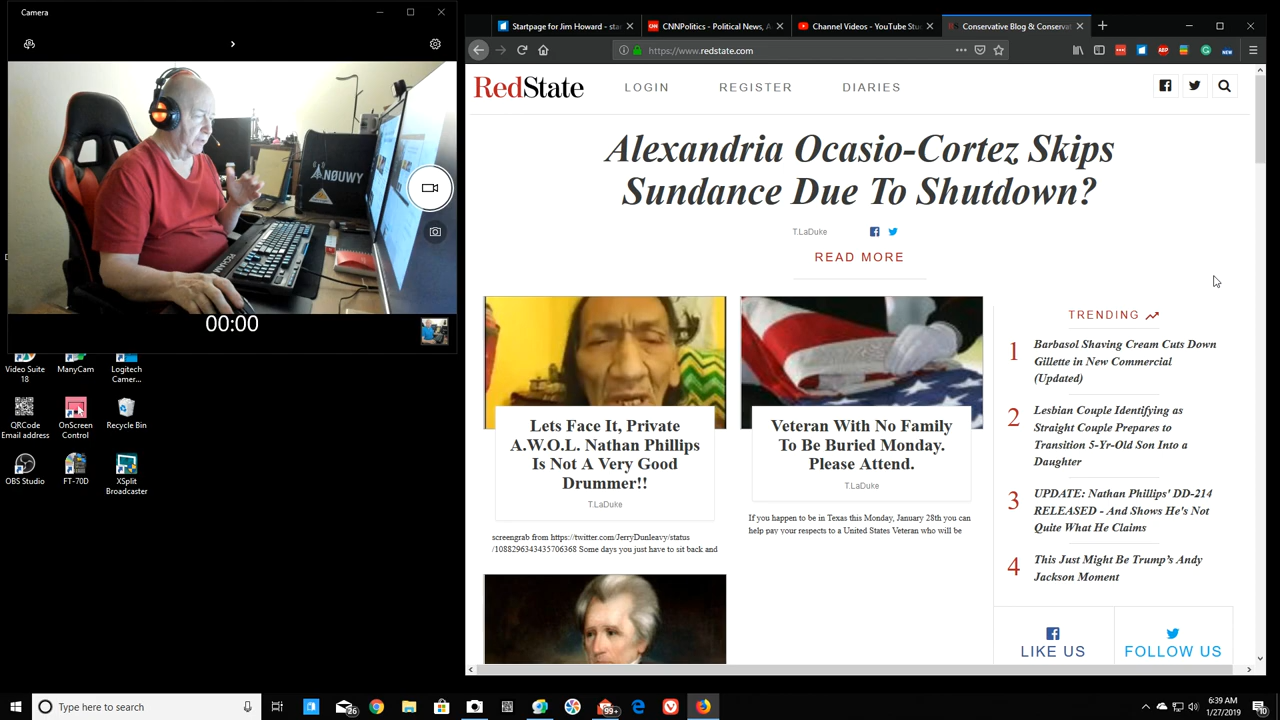 Camera
00:00
NØUWY
Video Suite
18
ManyCam
Logitech
Camer...
QRCode
Email address
OnScreen
Control
Recycle Bin
OBS Studio
FT-70D
XSplit
Broadcaster
Startpage for Jim Howard - star
CNNPolitics - Political News, A
Channel Videos - YouTube Stu
Conservative Blog & Conserva
https://www.redstate.com
RedState
LOGIN
REGISTER
DIARIES
Alexandria Ocasio-Cortez Skips
Sundance Due To Shutdown?
T.LaDuke
READ MORE
Lets Face It, Private
A.W.O.L. Nathan Phillips
Is Not A Very Good
Drummer!!
T.LaDuke
screengrab from https://twitter.com/JerryDunleavy/status
/1088296343435706368 Some days you just have to sit back and
Veteran With No Family
To Be Buried Monday.
Please Attend.
T.LaDuke
If you happen to be in Texas this Monday, January 28th you can
help pay your respects to a United States Veteran who will be
TRENDING
1
Barbasol Shaving Cream Cuts Down
Gillette in New Commercial
(Updated)
2
Lesbian Couple Identifying as
Straight Couple Prepares to
Transition 5-Yr-Old Son Into a
Daughter
3
UPDATE: Nathan Phillips' DD-214
RELEASED - And Shows He's Not
Quite What He Claims
4
This Just Might Be Trump's Andy
Jackson Moment
LIKE US
FOLLOW US
Type here to search
26
99+
6:39 AM
1/27/2019
10